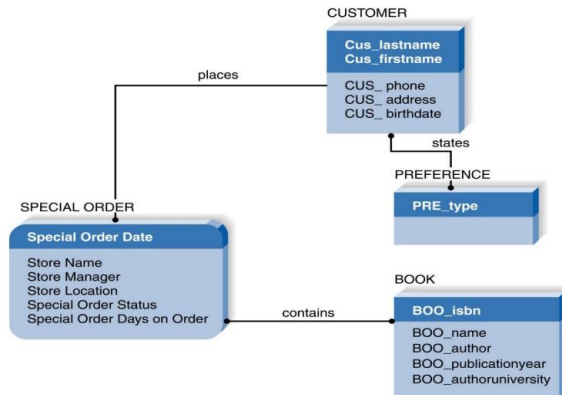 CUSTOMER
Cus_lastname
Cus_firstname
CUS_ phone
CUS_ address
CUS_ birthdate
places
states
PREFERENCE
PRE_type
SPECIAL ORDER
Special Order Date
Store Name
Store Manager
Store Location
Special Order Status
Special Order Days on Order
contains
BOOK
BOO_isbn
BOO_name
BOO_author
BOO_publicationyear
BOO_authoruniversity